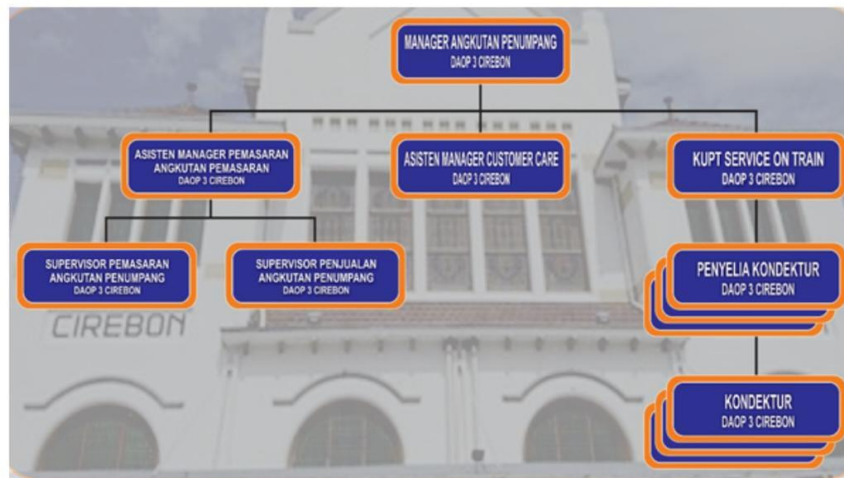 MANAGER ANGKUTAN PENUMPANG
DAOP 3 CIREBON
ASISTEN MANAGER PEMASARAN
ANGKUTAN PEMASARAN
DAOP 3 CIREBON
ASISTEN MANAGER CUSTOMER CARE
DAOP 3 CIREBON
KUPT SERVICE ON TRAIN
DAOP 3 CIREBON
SUPERVISOR PEMASARAN
ANGKUTAN PENUMPANG
DAOP 3 CIREBON
SUPERVISOR PENJUALAN
ANGKUTAN PENUMPANG
DAOP 3 CIREBON
PENYELIA KONDEKTUR
DAOP 3 CIREBON
CIREBON
KONDEKTUR
DAOP 3 CIREBON